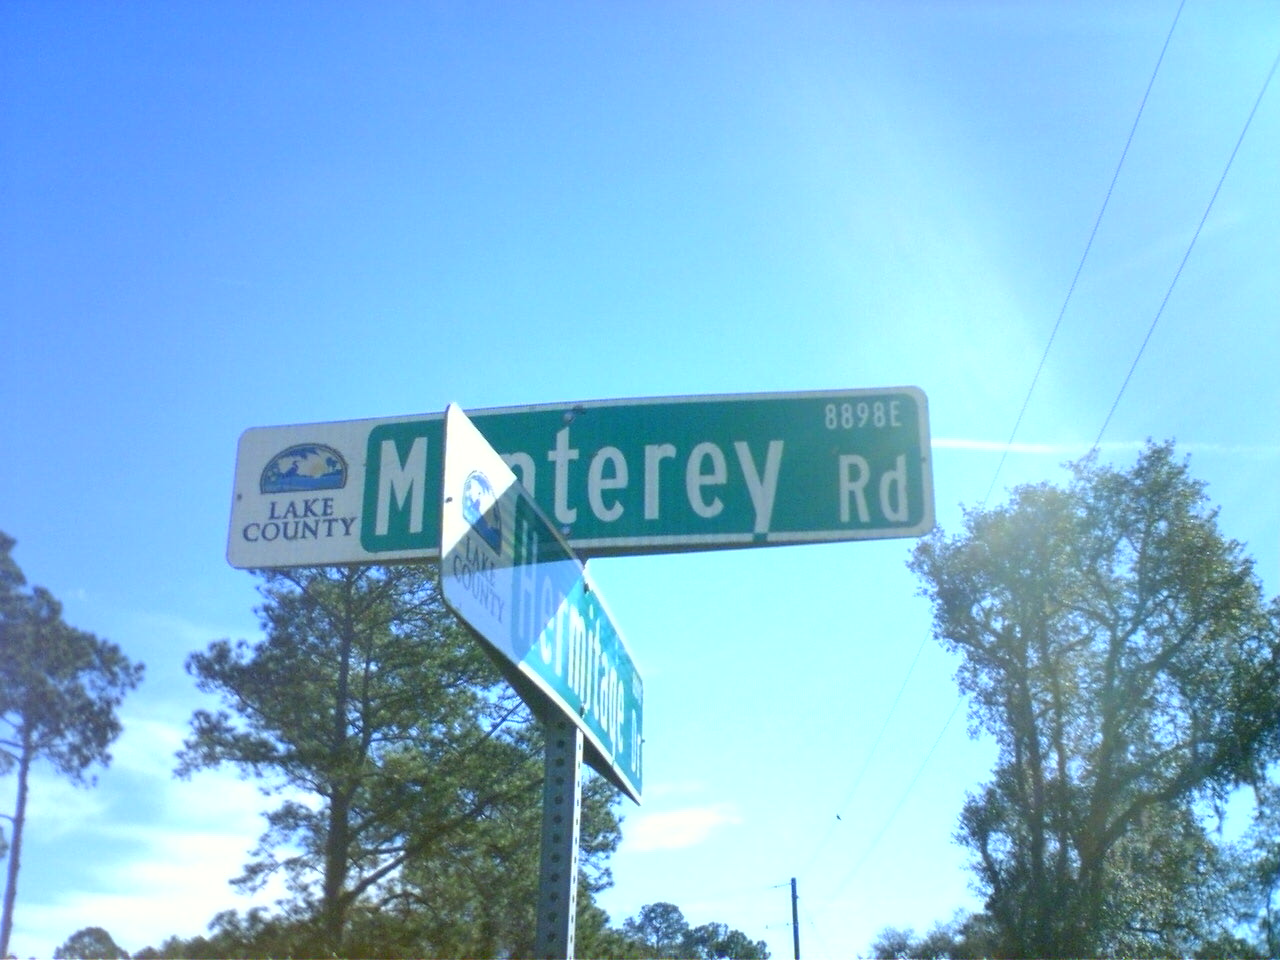 LAKE
COUNTY
M nterey Rd
8898E
LAKE
COUNTY
Hermitage Dr